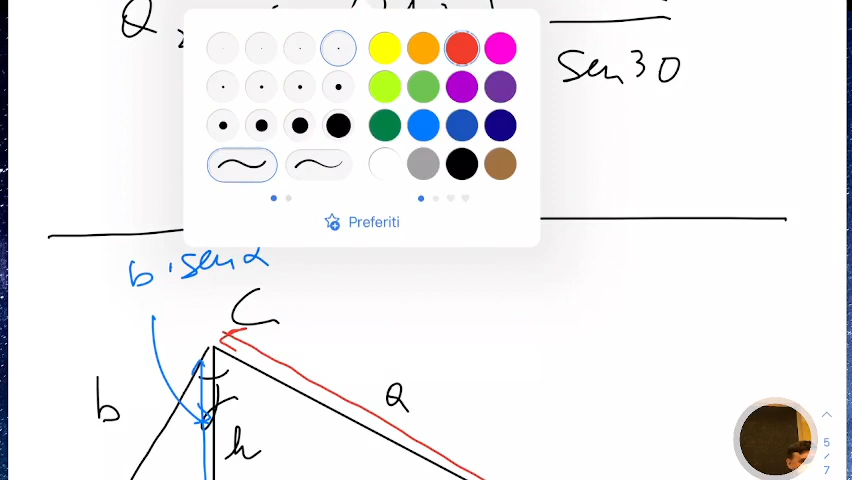 a
sen 30
Preferiti
b · sen α
C
b
γ
a
h
5
/
7